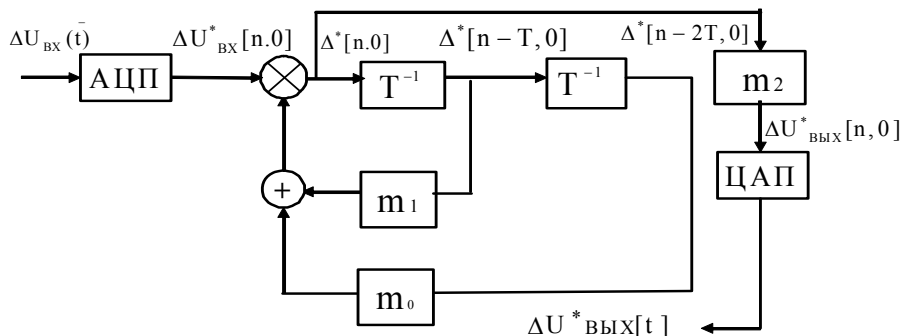 ΔU_ВХ(t̄)
ΔU*_ВХ[n.0]
Δ*[n.0]
Δ*[n–T,0]
Δ*[n–2T,0]
АЦП
T⁻¹
T⁻¹
m₂
ΔU*_ВЫХ[n,0]
ЦАП
+
m₁
m₀
ΔU*_ВЫХ[t]